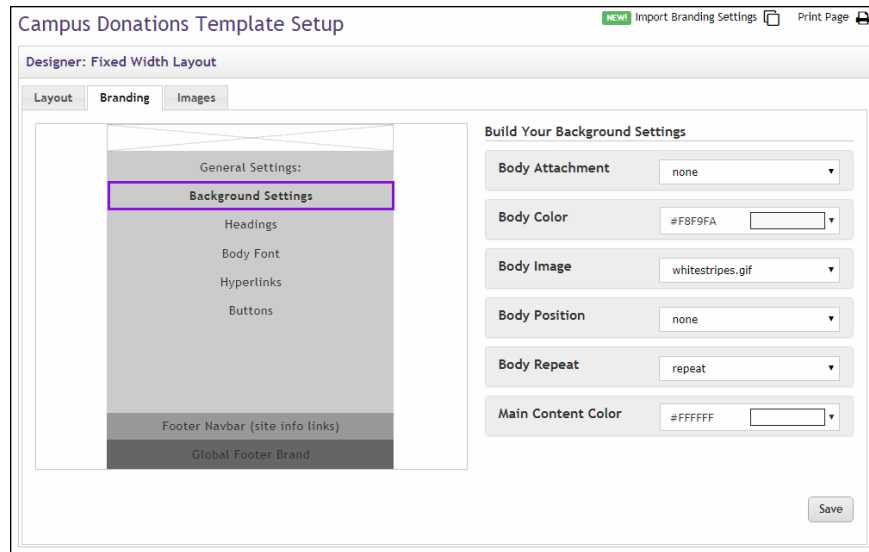 Campus Donations Template Setup
NEW! Import Branding Settings Print Page
Designer: Fixed Width Layout
Layout Branding Images
General Settings:
Background Settings
Headings
Body Font
Hyperlinks
Buttons
Footer Navbar (site info links)
Global Footer Brand
Build Your Background Settings
Body Attachment none
Body Color #F8F9FA
Body Image whitestripes.gif
Body Position none
Body Repeat repeat
Main Content Color #FFFFFF
Save